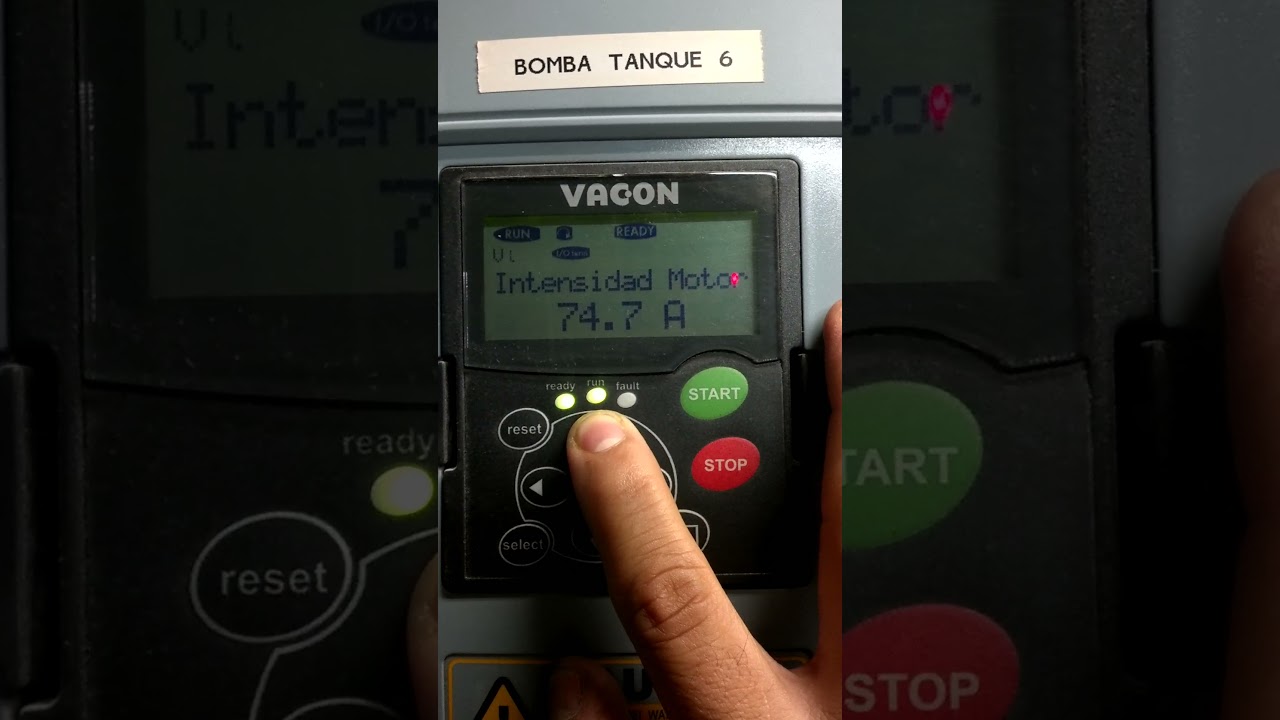 BOMBA TANQUE 6
VACON
RUN READY
I/O term
Intensidad Motor
74.7 A
ready run fault
START
reset
STOP
select